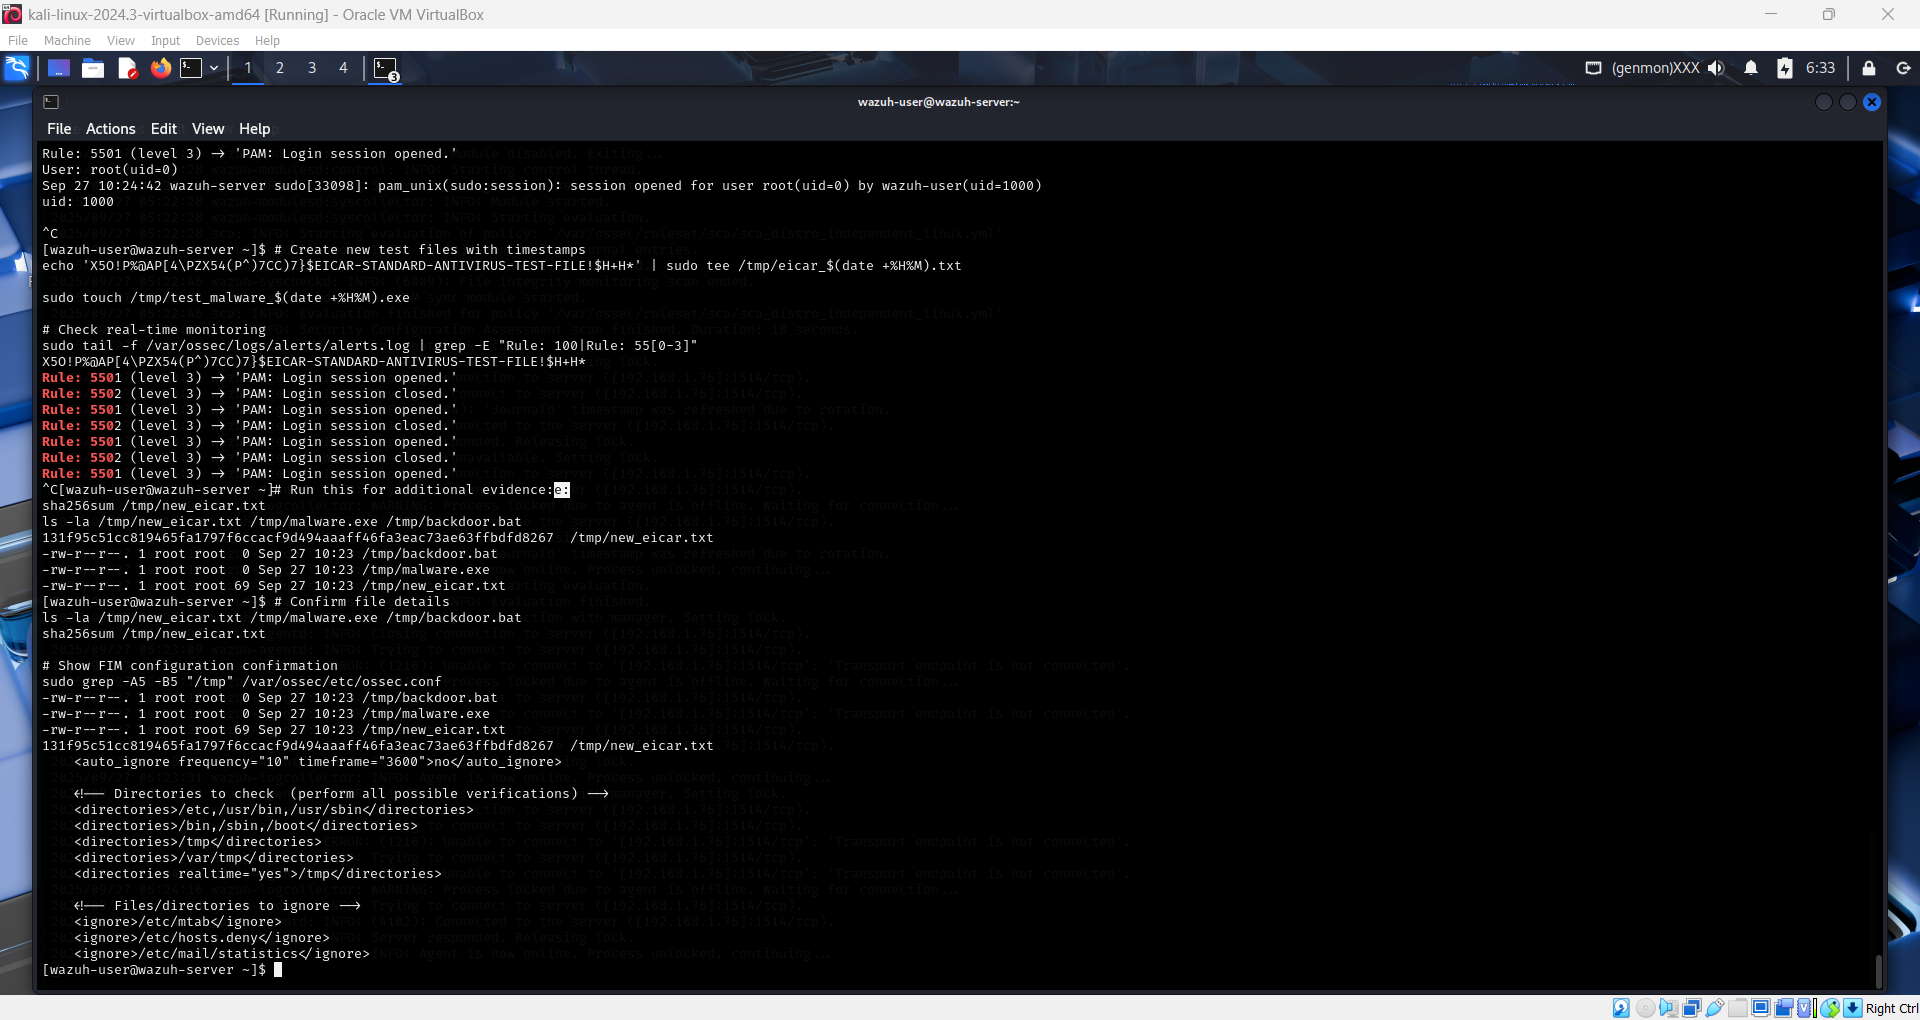 kali-linux-2024.3-virtualbox-amd64 [Running] - Oracle VM VirtualBox
File Machine View Input Devices Help
1 2 3 4 3 (genmon)XXX 6:33
wazuh-user@wazuh-server:~
File Actions Edit View Help
Rule: 5501 (level 3) → 'PAM: Login session opened.'
User: root(uid=0)
Sep 27 10:24:42 wazuh-server sudo[33098]: pam_unix(sudo:session): session opened for user root(uid=0) by wazuh-user(uid=1000)
uid: 1000
^C
[wazuh-user@wazuh-server ~]$ # Create new test files with timestamps
echo 'X5O!P%@AP[4\PZX54(P^)7CC)7}$EICAR-STANDARD-ANTIVIRUS-TEST-FILE!$H+H*' | sudo tee /tmp/eicar_$(date +%H%M).txt
sudo touch /tmp/test_malware_$(date +%H%M).exe
# Check real-time monitoring
sudo tail -f /var/ossec/logs/alerts/alerts.log | grep -E "Rule: 100|Rule: 55[0-3]"
X5O!P%@AP[4\PZX54(P^)7CC)7}$EICAR-STANDARD-ANTIVIRUS-TEST-FILE!$H+H*
Rule: 5501 (level 3) → 'PAM: Login session opened.'
Rule: 5502 (level 3) → 'PAM: Login session closed.'
Rule: 5501 (level 3) → 'PAM: Login session opened.'
Rule: 5502 (level 3) → 'PAM: Login session closed.'
Rule: 5501 (level 3) → 'PAM: Login session opened.'
Rule: 5502 (level 3) → 'PAM: Login session closed.'
Rule: 5501 (level 3) → 'PAM: Login session opened.'
^C[wazuh-user@wazuh-server ~]# Run this for additional evidence:e:
sha256sum /tmp/new_eicar.txt
ls -la /tmp/new_eicar.txt /tmp/malware.exe /tmp/backdoor.bat
131f95c51cc819465fa1797f6ccacf9d494aaaff46fa3eac73ae63ffbdfd8267  /tmp/new_eicar.txt
-rw-r--r--. 1 root root  0 Sep 27 10:23 /tmp/backdoor.bat
-rw-r--r--. 1 root root  0 Sep 27 10:23 /tmp/malware.exe
-rw-r--r--. 1 root root 69 Sep 27 10:23 /tmp/new_eicar.txt
[wazuh-user@wazuh-server ~]$ # Confirm file details
ls -la /tmp/new_eicar.txt /tmp/malware.exe /tmp/backdoor.bat
sha256sum /tmp/new_eicar.txt
# Show FIM configuration confirmation
sudo grep -A5 -B5 "/tmp" /var/ossec/etc/ossec.conf
-rw-r--r--. 1 root root  0 Sep 27 10:23 /tmp/backdoor.bat
-rw-r--r--. 1 root root  0 Sep 27 10:23 /tmp/malware.exe
-rw-r--r--. 1 root root 69 Sep 27 10:23 /tmp/new_eicar.txt
131f95c51cc819465fa1797f6ccacf9d494aaaff46fa3eac73ae63ffbdfd8267  /tmp/new_eicar.txt
<auto_ignore frequency="10" timeframe="3600">no</auto_ignore>
<!-- Directories to check  (perform all possible verifications) -->
<directories>/etc,/usr/bin,/usr/sbin</directories>
<directories>/bin,/sbin,/boot</directories>
<directories>/tmp</directories>
<directories>/var/tmp</directories>
<directories realtime="yes">/tmp</directories>
<!-- Files/directories to ignore -->
<ignore>/etc/mtab</ignore>
<ignore>/etc/hosts.deny</ignore>
<ignore>/etc/mail/statistics</ignore>
[wazuh-user@wazuh-server ~]$
Right Ctrl